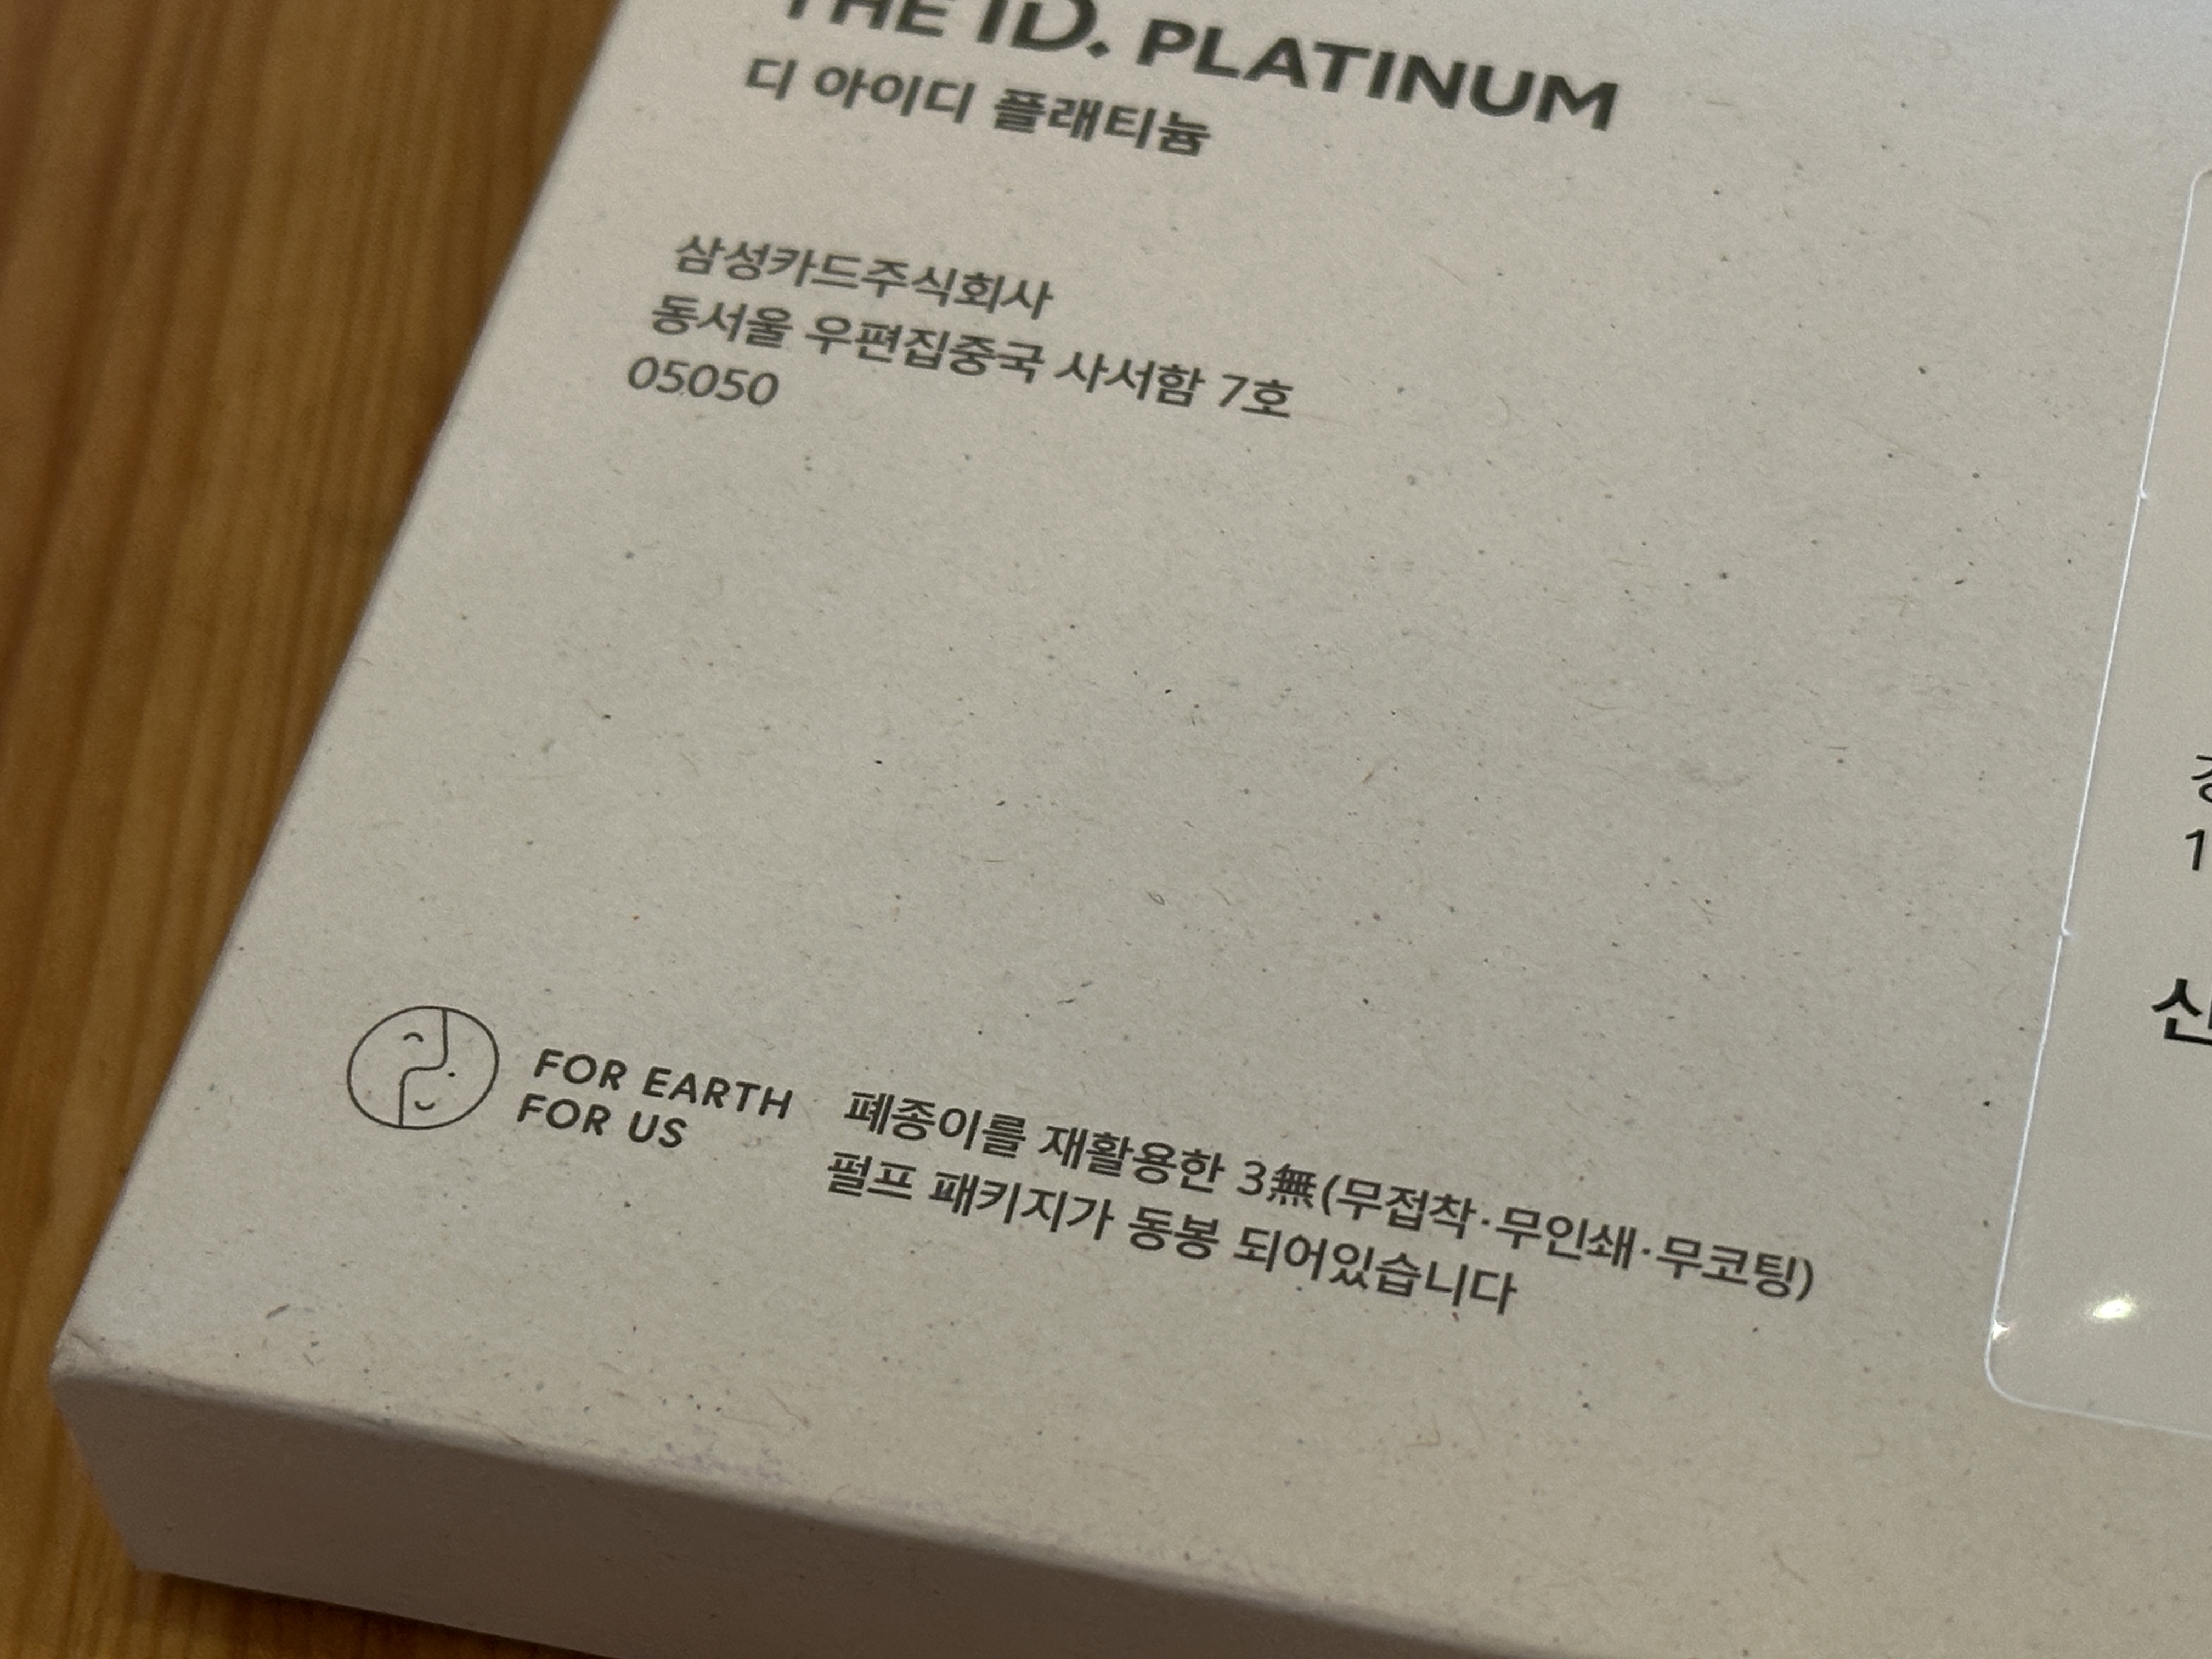 THE ID. PLATINUM
디 아이디 플래티늄
삼성카드주식회사
동서울 우편집중국 사서함 7호
05050
FOR EARTH
FOR US
폐종이를 재활용한 3無(무접착·무인쇄·무코팅)
펄프 패키지가 동봉 되어있습니다
1
신